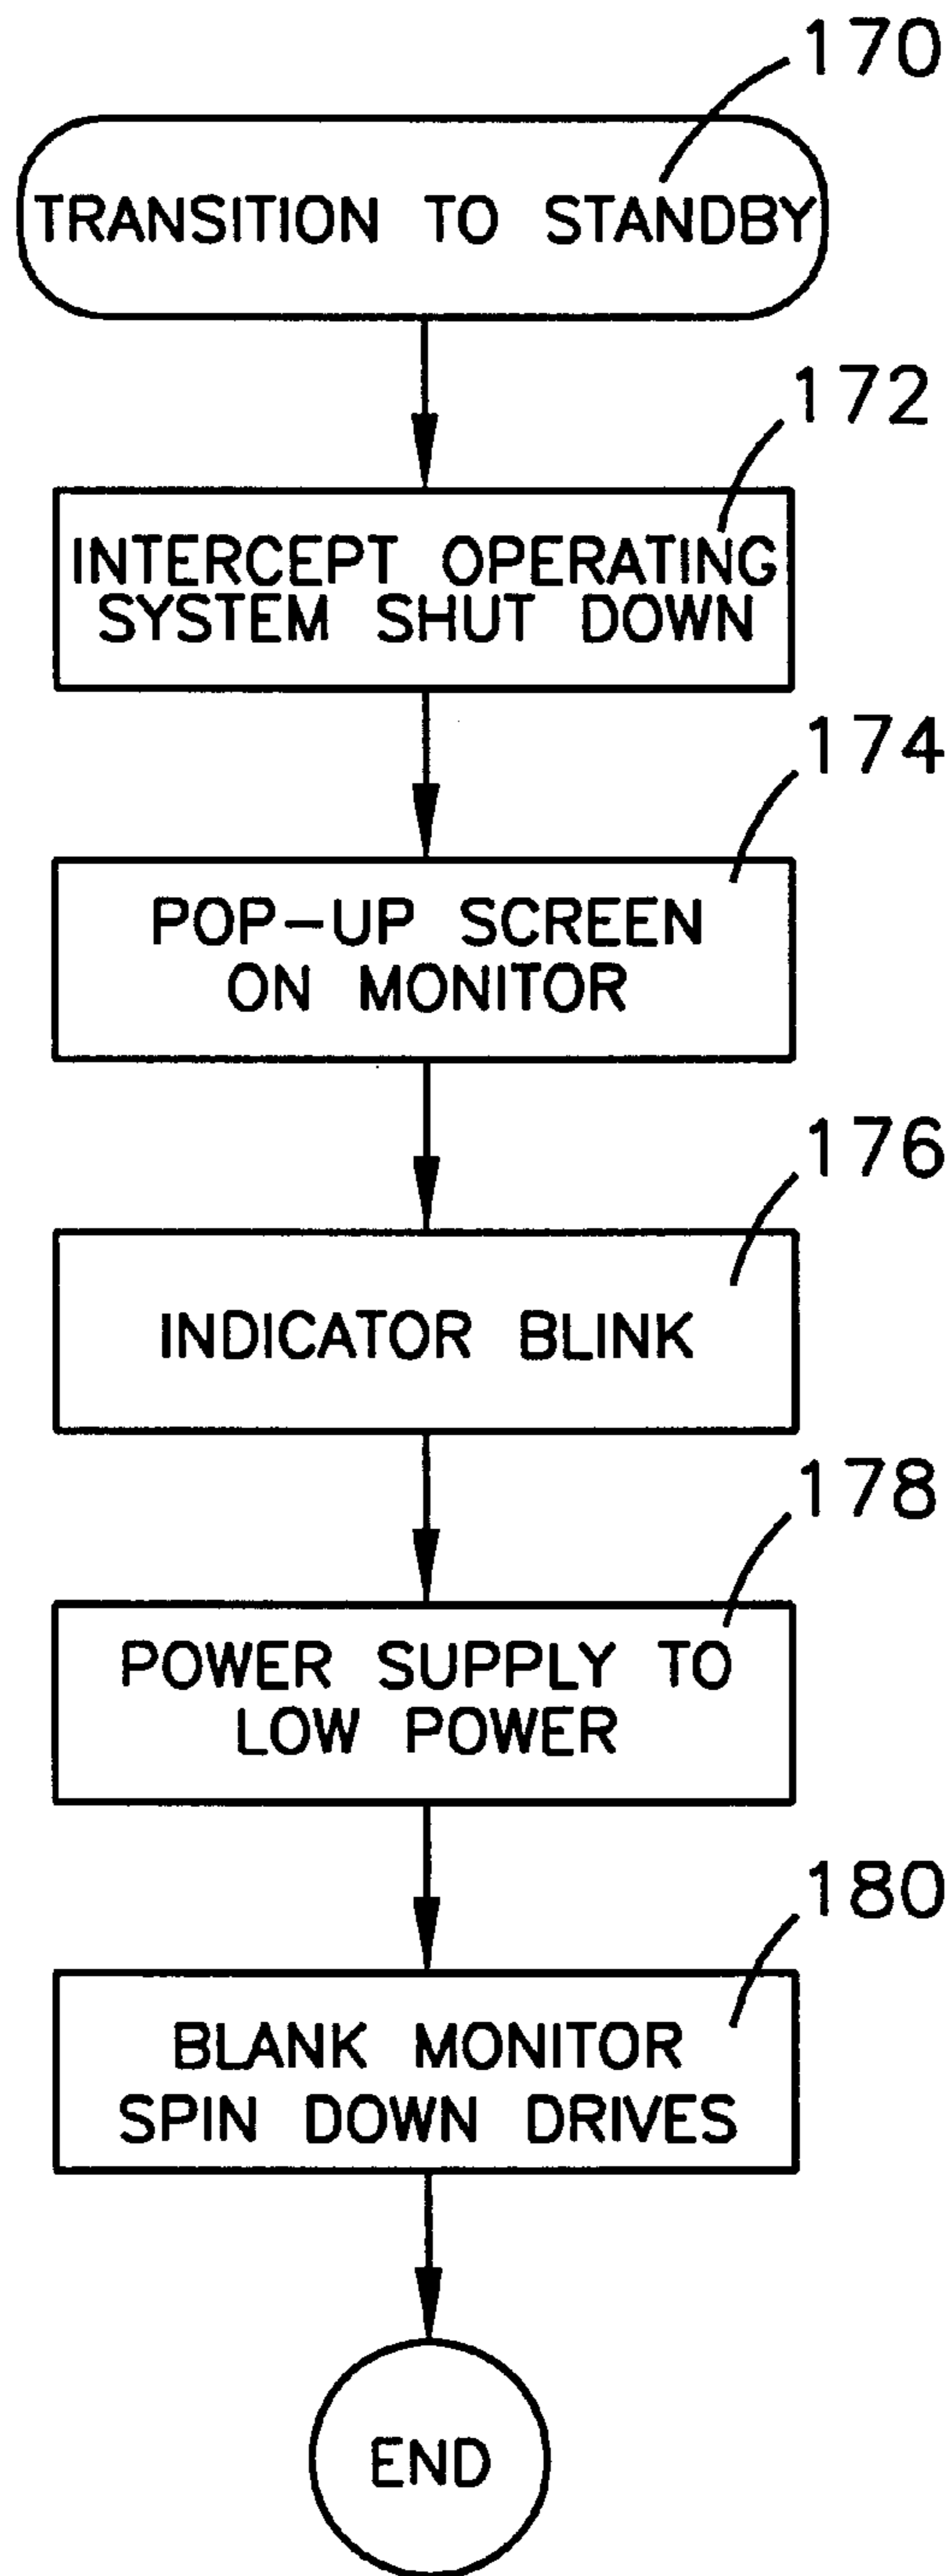 170
TRANSITION TO STANDBY
172
INTERCEPT OPERATING
SYSTEM SHUT DOWN
174
POP-UP SCREEN
ON MONITOR
176
INDICATOR BLINK
178
POWER SUPPLY TO
LOW POWER
180
BLANK MONITOR
SPIN DOWN DRIVES
END